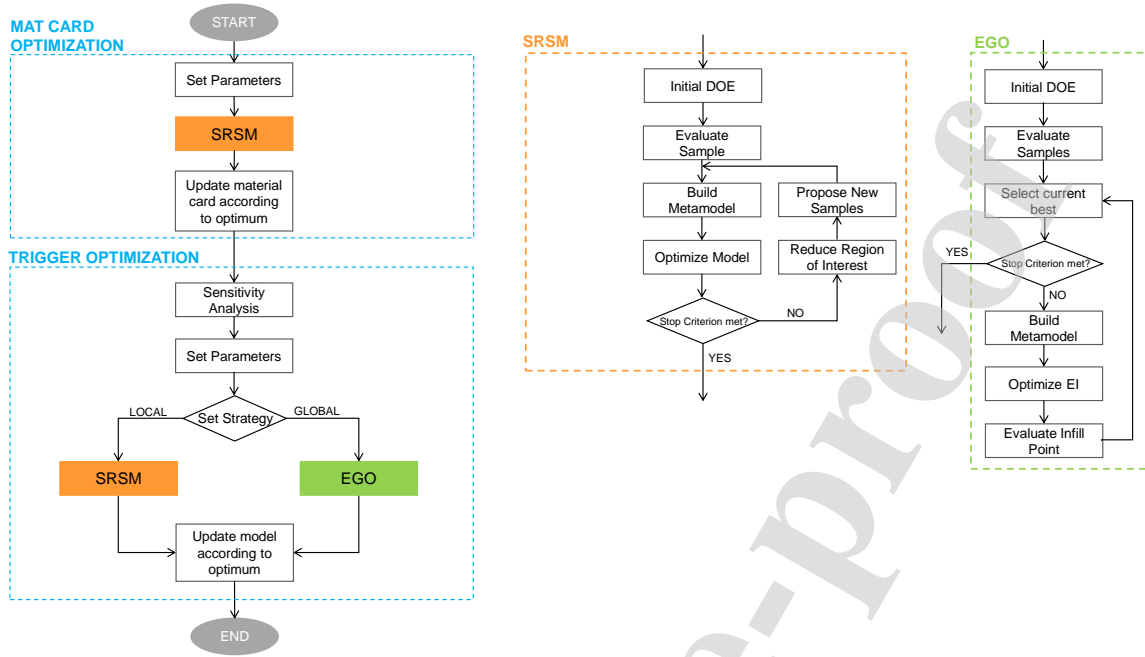 START
MAT CARD
OPTIMIZATION
Set Parameters
SRSM
Update material
card according
to optimum
TRIGGER OPTIMIZATION
Sensitivity
Analysis
Set Parameters
LOCAL
Set Strategy
GLOBAL
SRSM
EGO
Update model
according to
optimum
END
SRSM
Initial DOE
Evaluate
Sample
Build
Metamodel
Optimize Model
Stop Criterion met?
NO
YES
Propose New
Samples
Reduce Region
of Interest
EGO
Initial DOE
Evaluate
Samples
Select current
best
YES
Stop Criterion met?
NO
Build
Metamodel
Optimize EI
Evaluate Infill
Point
-proof